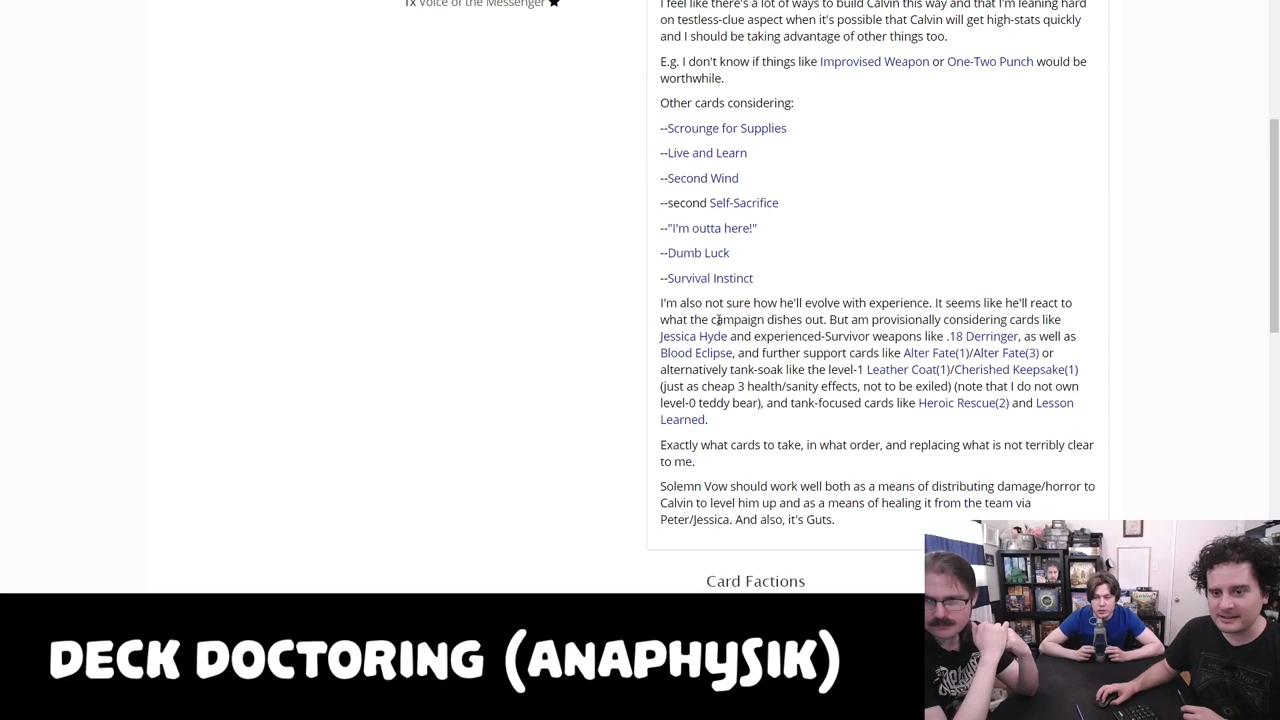 1x Voice of the Messenger ★
I feel like there's a lot of ways to build Calvin this way and that I'm leaning hard
on testless-clue aspect when it's possible that Calvin will get high-stats quickly
and I should be taking advantage of other things too.
E.g. I don't know if things like Improvised Weapon or One-Two Punch would be
worthwhile.
Other cards considering:
--Scrounge for Supplies
--Live and Learn
--Second Wind
--second Self-Sacrifice
--"I'm outta here!"
--Dumb Luck
--Survival Instinct
I'm also not sure how he'll evolve with experience. It seems like he'll react to
what the campaign dishes out. But am provisionally considering cards like
Jessica Hyde and experienced-Survivor weapons like .18 Derringer, as well as
Blood Eclipse, and further support cards like Alter Fate(1)/Alter Fate(3) or
alternatively tank-soak like the level-1 Leather Coat(1)/Cherished Keepsake(1)
(just as cheap 3 health/sanity effects, not to be exiled) (note that I do not own
level-0 teddy bear), and tank-focused cards like Heroic Rescue(2) and Lesson
Learned.
Exactly what cards to take, in what order, and replacing what is not terribly clear
to me.
Solemn Vow should work well both as a means of distributing damage/horror to
Calvin to level him up and as a means of healing it from the team via
Peter/Jessica. And also, it's Guts.
Card Factions
DECK DOCTORING (ANAPHYSIK)